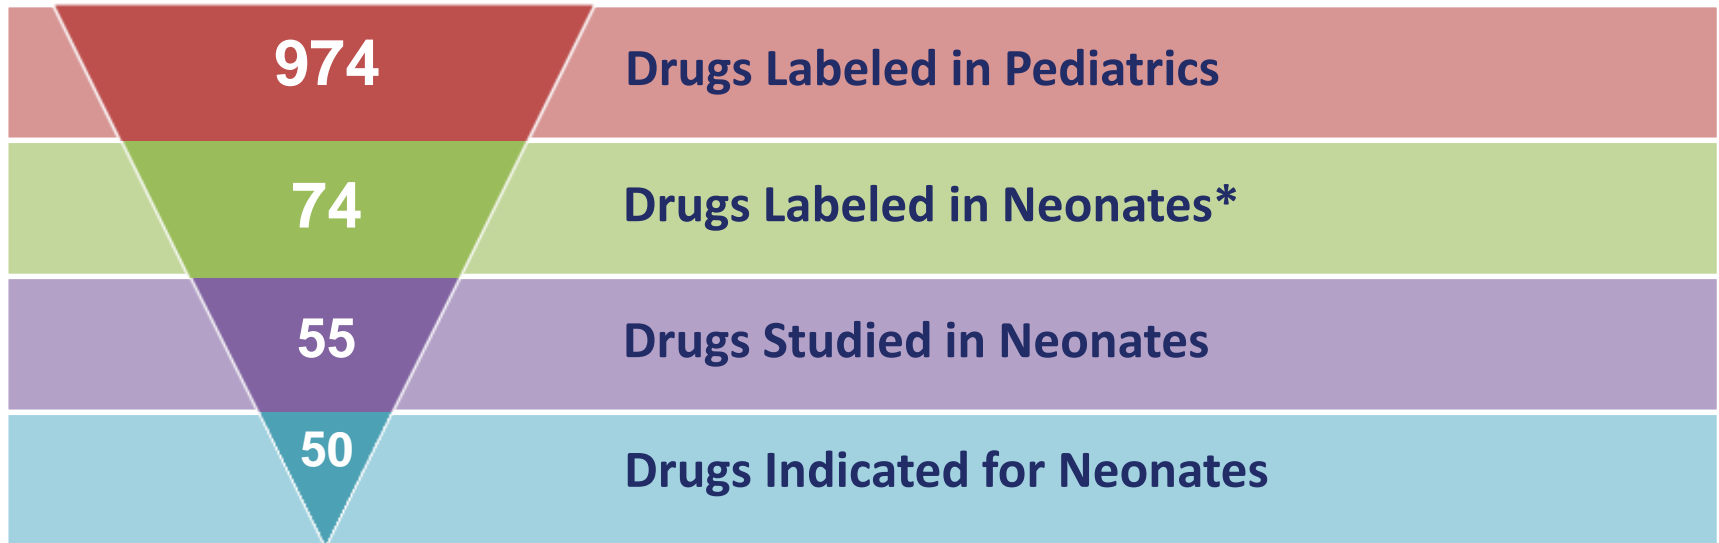 974 Drugs Labeled in Pediatrics
74 Drugs Labeled in Neonates*
55 Drugs Studied in Neonates
50 Drugs Indicated for Neonates